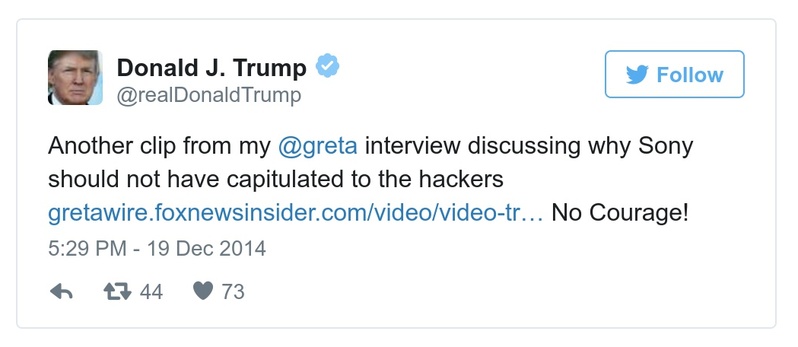 Donald J. Trump
@realDonaldTrump
Follow
Another clip from my @greta interview discussing why Sony
should not have capitulated to the hackers
gretawire.foxnewsinsider.com/video/video-tr… No Courage!
5:29 PM - 19 Dec 2014
44 73